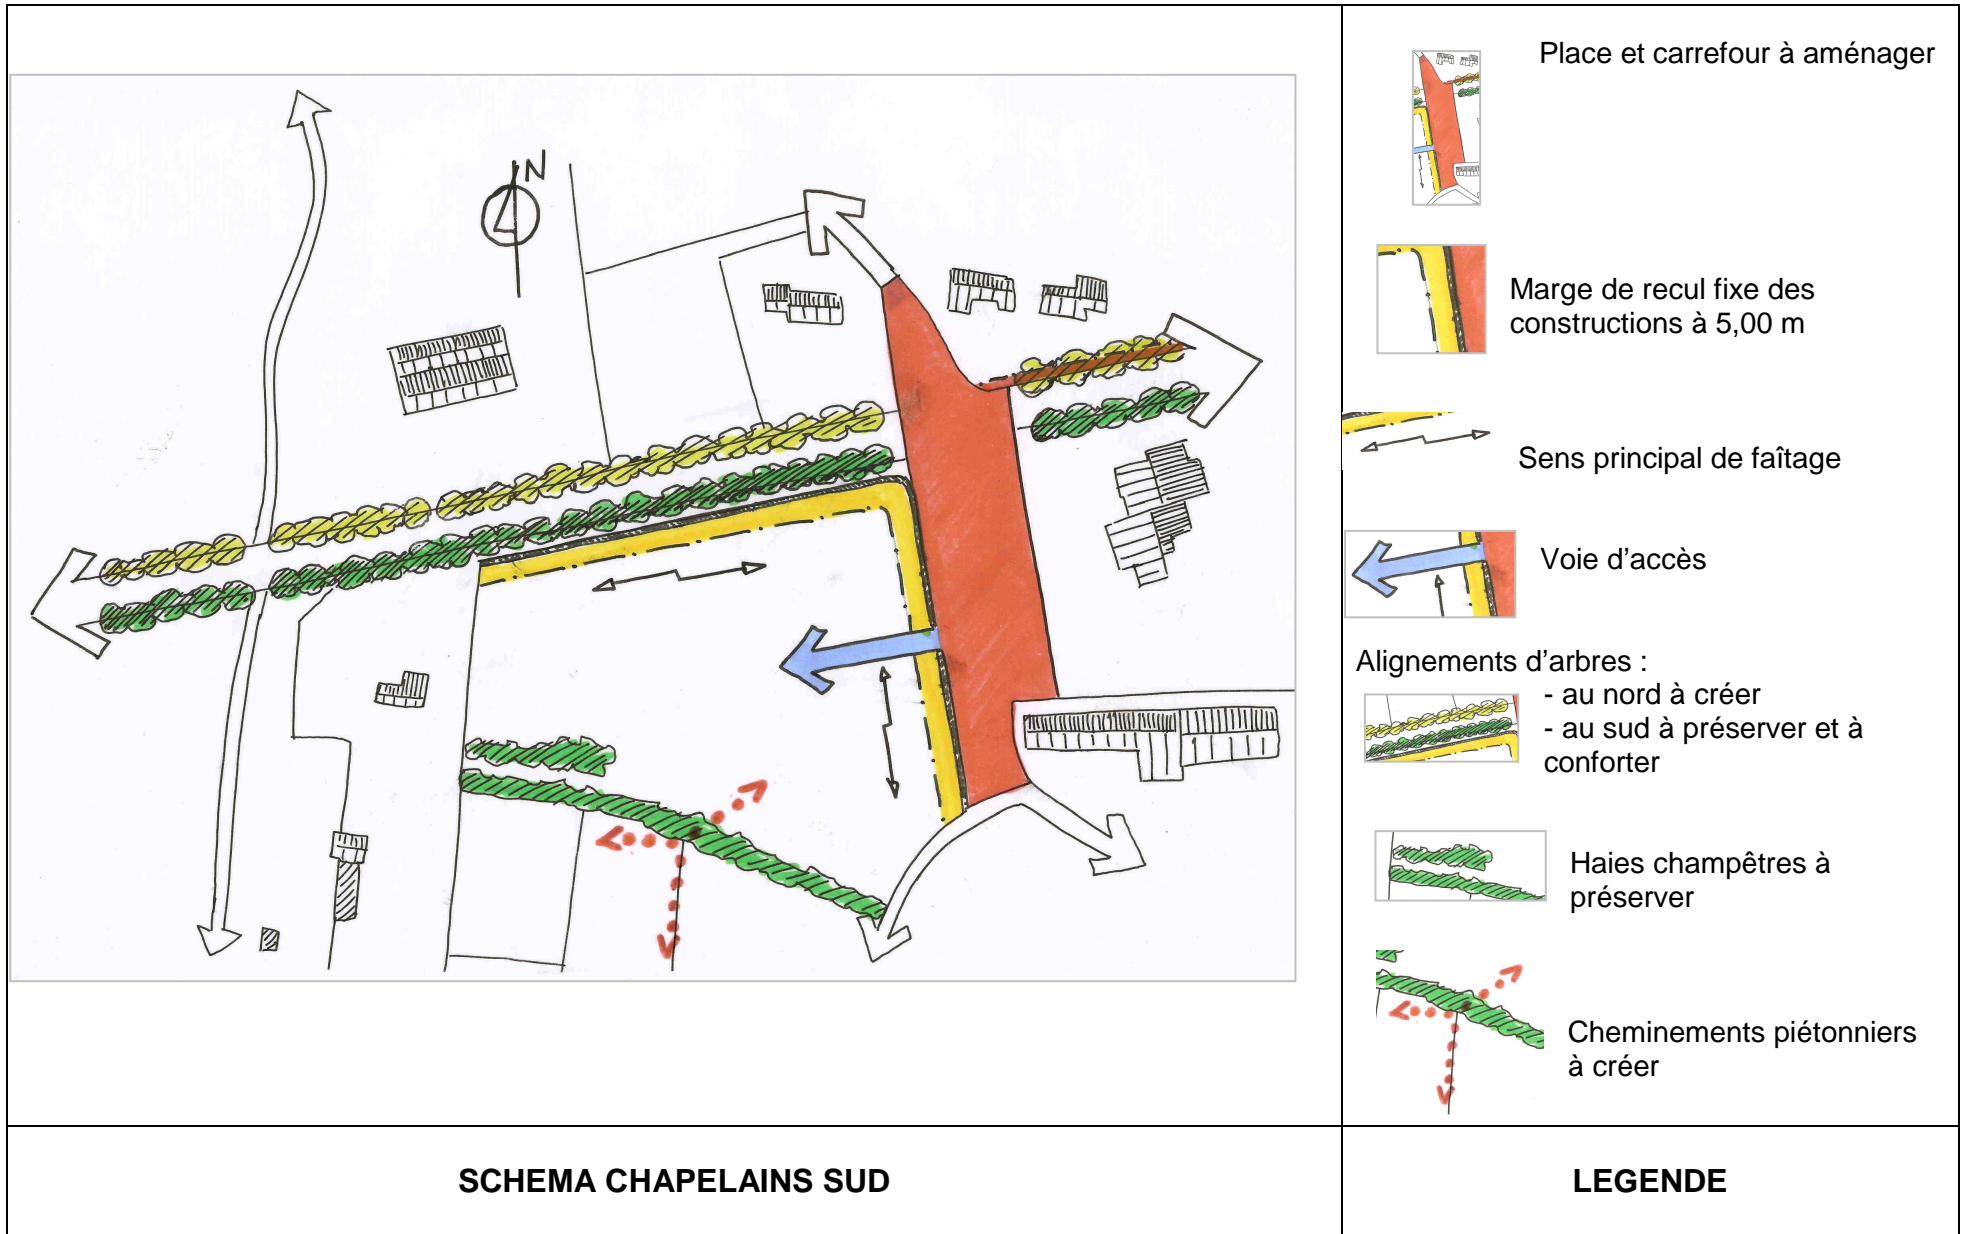 N
Place et carrefour à aménager
Marge de recul fixe des
constructions à 5,00 m
Sens principal de faîtage
Voie d'accès
Alignements d'arbres :
- au nord à créer
- au sud à préserver et à
conforter
Haies champêtres à
préserver
Cheminements piétonniers
à créer
SCHEMA CHAPELAINS SUD
LEGENDE